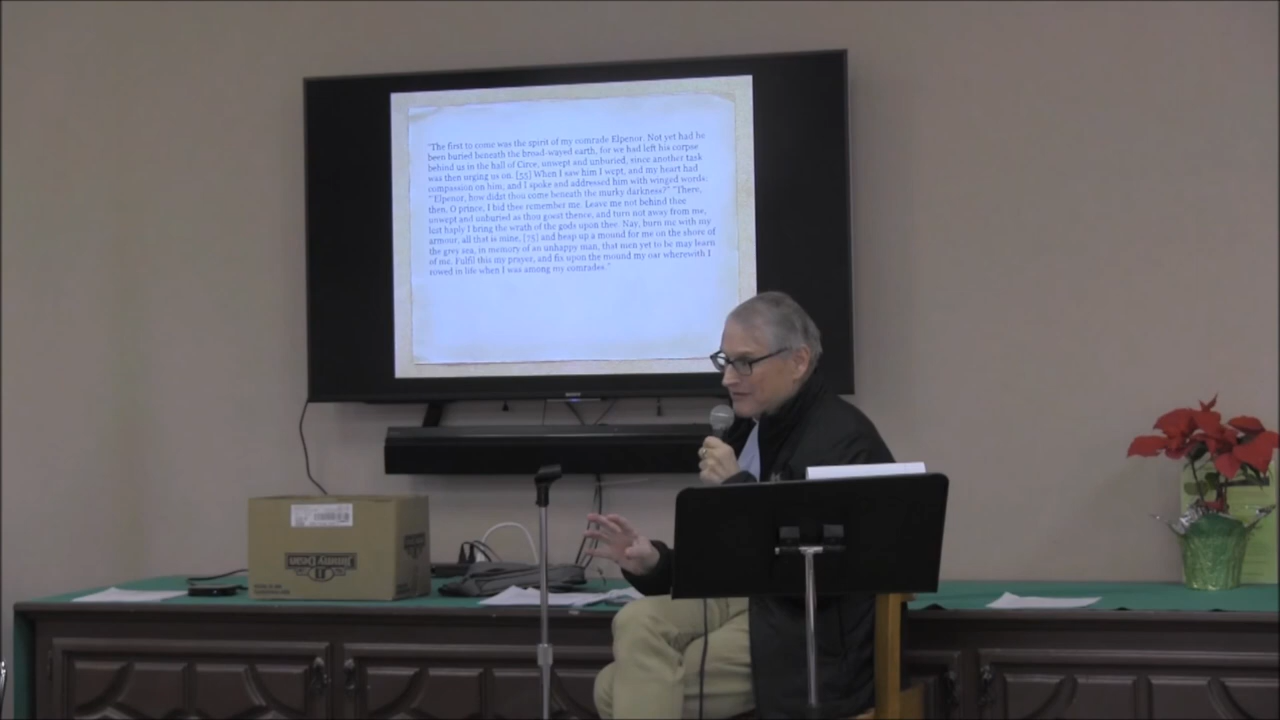 "The first to come was the spirit of my comrade Elpenor. Not yet had he
been buried beneath the broad-wayed earth, for we had left his corpse
behind us in the hall of Circe, unwept and unburied, since another task
was then urging us on. [55] When I saw him I wept, and my heart had
compassion on him; and I spoke and addressed him with winged words:
"'Elpenor, how didst thou come beneath the murky darkness?' "There,
then, O prince, I bid thee remember me. Leave me not behind thee
unwept and unburied as thou goest thence, and turn not away from me,
lest haply I bring the wrath of the gods upon thee. Nay, burn me with my
armour, all that is mine, [75] and heap up a mound for me on the shore of
the grey sea, in memory of an unhappy man, that men yet to be may learn
of me. Fulfil this my prayer, and fix upon the mound my oar wherewith I
rowed in life when I was among my comrades."
Jimmy Dean